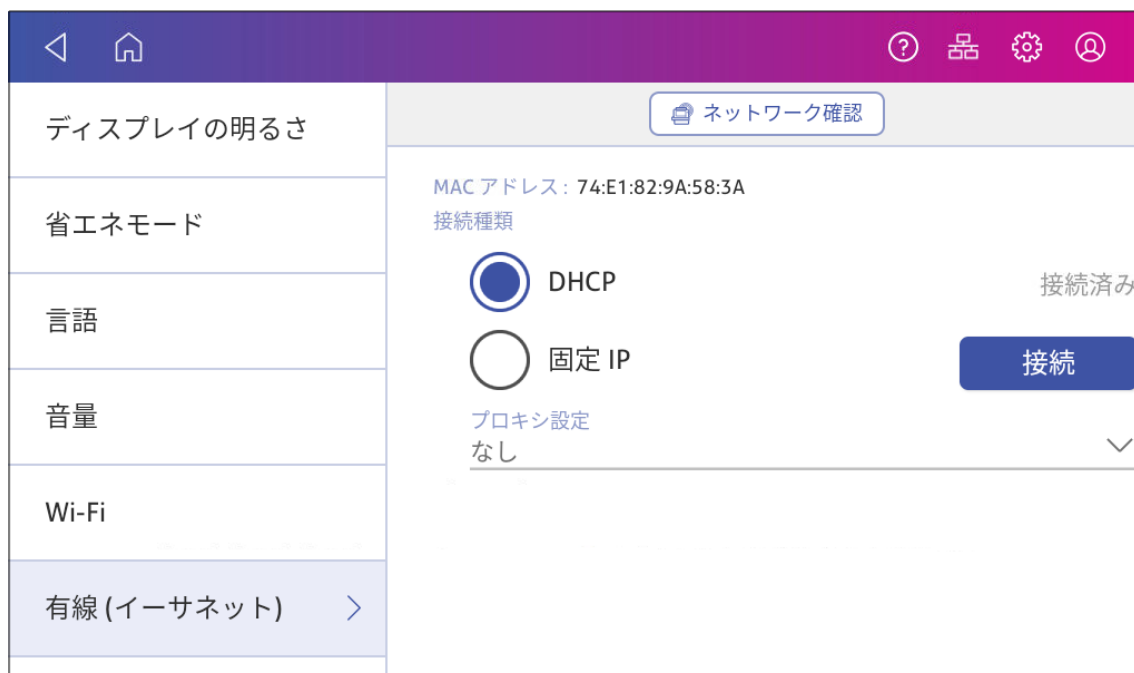 ディスプレイの明るさ
省エネモード
言語
音量
Wi-Fi
有線 (イーサネット)
ネットワーク確認
MAC アドレス : 74:E1:82:9A:58:3A
接続種類
DHCP
接続済み
固定 IP
接続
プロキシ設定
なし